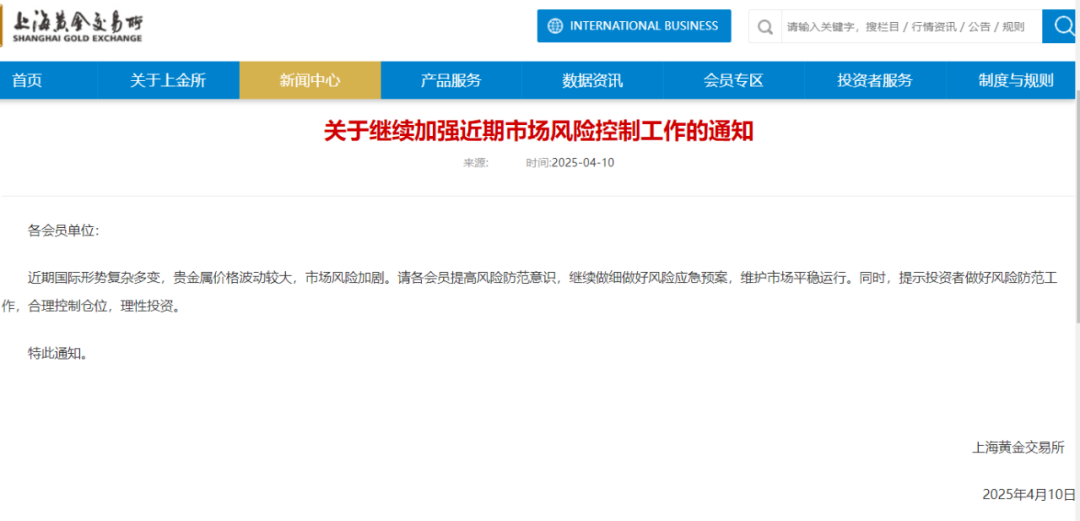 上海黄金交易所
SHANGHAI GOLD EXCHANGE
INTERNATIONAL BUSINESS
请输入关键字，搜栏目 / 行情资讯 / 公告 / 规则
首页 关于上金所 新闻中心 产品服务 数据资讯 会员专区 投资者服务 制度与规则
关于继续加强近期市场风险控制工作的通知
来源: 时间:2025-04-10
各会员单位：
近期国际形势复杂多变，贵金属价格波动较大，市场风险加剧。请各会员提高风险防范意识，继续做细做好风险应急预案，维护市场平稳运行。同时，提示投资者做好风险防范工
作，合理控制仓位，理性投资。
特此通知。
上海黄金交易所
2025年4月10日